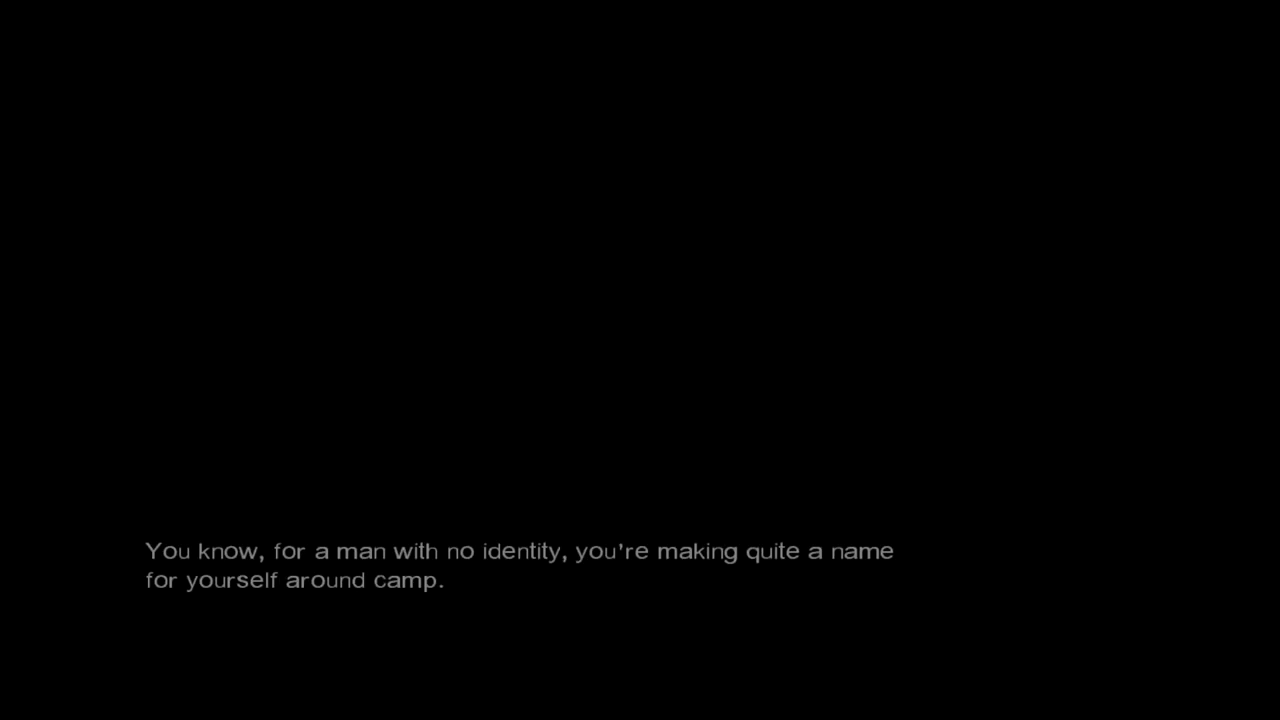 You know, for a man with no identity, you're making quite a name
for yourself around camp.